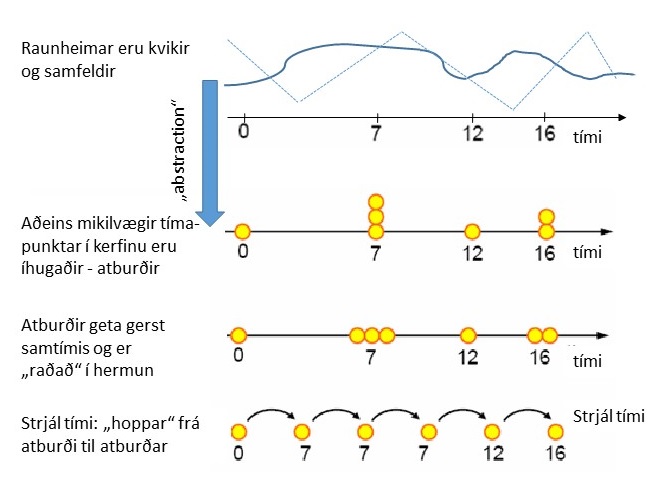 Raunheimar eru kvikir
og samfeldir
„abstraction“
0 7 12 16 tími
Aðeins mikilvægir tíma-
punktar í kerfinu eru
íhugaðir - atburðir
0 7 12 16 tími
Atburðir geta gerst
samtímis og er
„raðað“ í hermun
0 7 12 16 tími
Strjál tími: „hoppar“ frá
atburði til atburðar
Strjál tími
0 7 7 7 12 16